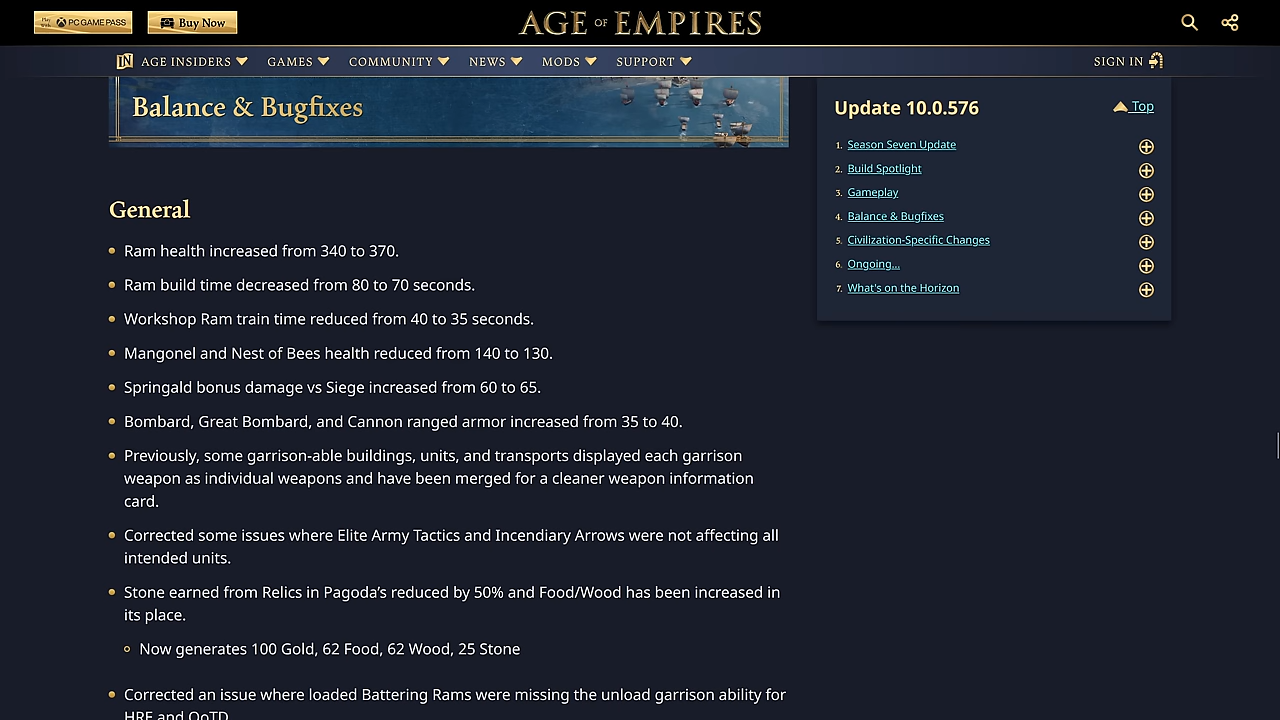 Play with PC GAME PASS
Buy Now
AGE OF EMPIRES
AGE INSIDERS
GAMES
COMMUNITY
NEWS
MODS
SUPPORT
SIGN IN
Balance & Bugfixes
General
Ram health increased from 340 to 370.
Ram build time decreased from 80 to 70 seconds.
Workshop Ram train time reduced from 40 to 35 seconds.
Mangonel and Nest of Bees health reduced from 140 to 130.
Springald bonus damage vs Siege increased from 60 to 65.
Bombard, Great Bombard, and Cannon ranged armor increased from 35 to 40.
Previously, some garrison-able buildings, units, and transports displayed each garrison
weapon as individual weapons and have been merged for a cleaner weapon information
card.
Corrected some issues where Elite Army Tactics and Incendiary Arrows were not affecting all
intended units.
Stone earned from Relics in Pagoda’s reduced by 50% and Food/Wood has been increased in
its place.
Now generates 100 Gold, 62 Food, 62 Wood, 25 Stone
Corrected an issue where loaded Battering Rams were missing the unload garrison ability for
HRE and OoTD
Update 10.0.576
Top
1. Season Seven Update
2. Build Spotlight
3. Gameplay
4. Balance & Bugfixes
5. Civilization-Specific Changes
6. Ongoing...
7. What's on the Horizon